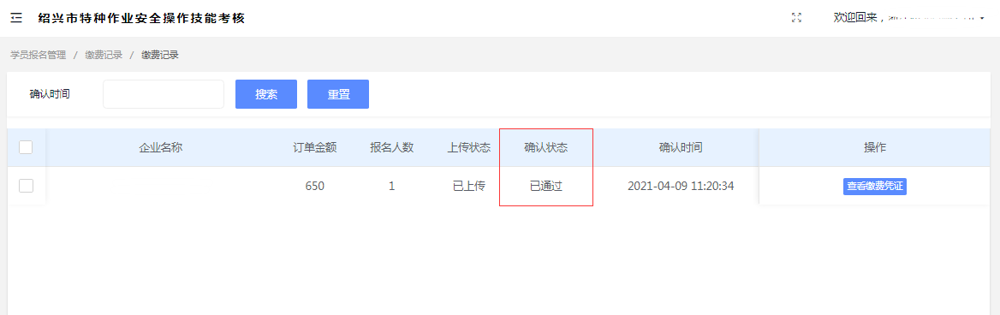 绍兴市特种作业安全操作技能考核
欢迎回来，
学员报名管理 / 缴费记录 / 缴费记录
确认时间 搜索 重置
企业名称 订单金额 报名人数 上传状态 确认状态 确认时间 操作
650 1 已上传 已通过 2021-04-09 11:20:34 查看缴费凭证